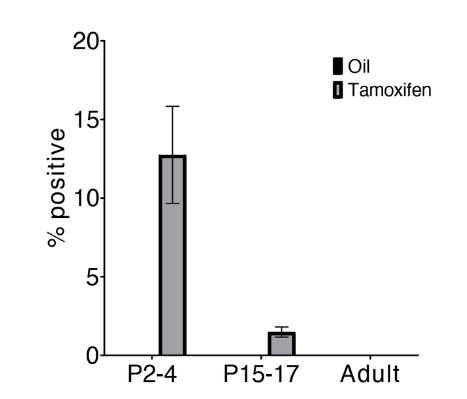 20
Oil
Tamoxifen
15
% positive
10
5
0
P2-4 P15-17 Adult